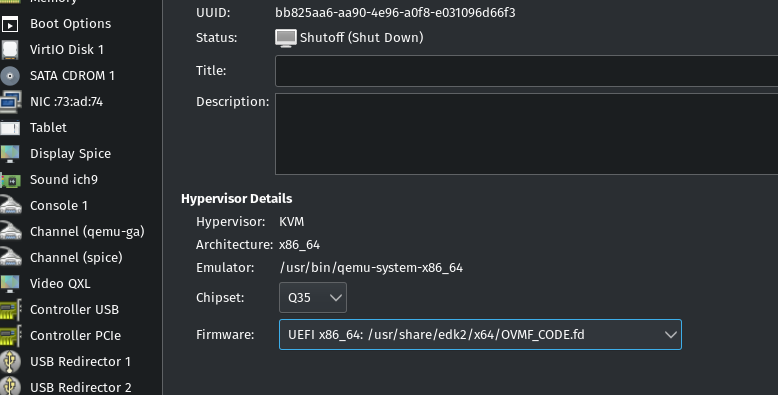 Memory
Boot Options
VirtIO Disk 1
SATA CDROM 1
NIC :73:ad:74
Tablet
Display Spice
Sound ich9
Console 1
Channel (qemu-ga)
Channel (spice)
Video QXL
Controller USB
Controller PCIe
USB Redirector 1
USB Redirector 2
UUID: bb825aa6-aa90-4e96-a0f8-e031096d66f3
Status: Shutoff (Shut Down)
Title:
Description:
Hypervisor Details
Hypervisor: KVM
Architecture: x86_64
Emulator: /usr/bin/qemu-system-x86_64
Chipset: Q35
Firmware: UEFI x86_64: /usr/share/edk2/x64/OVMF_CODE.fd